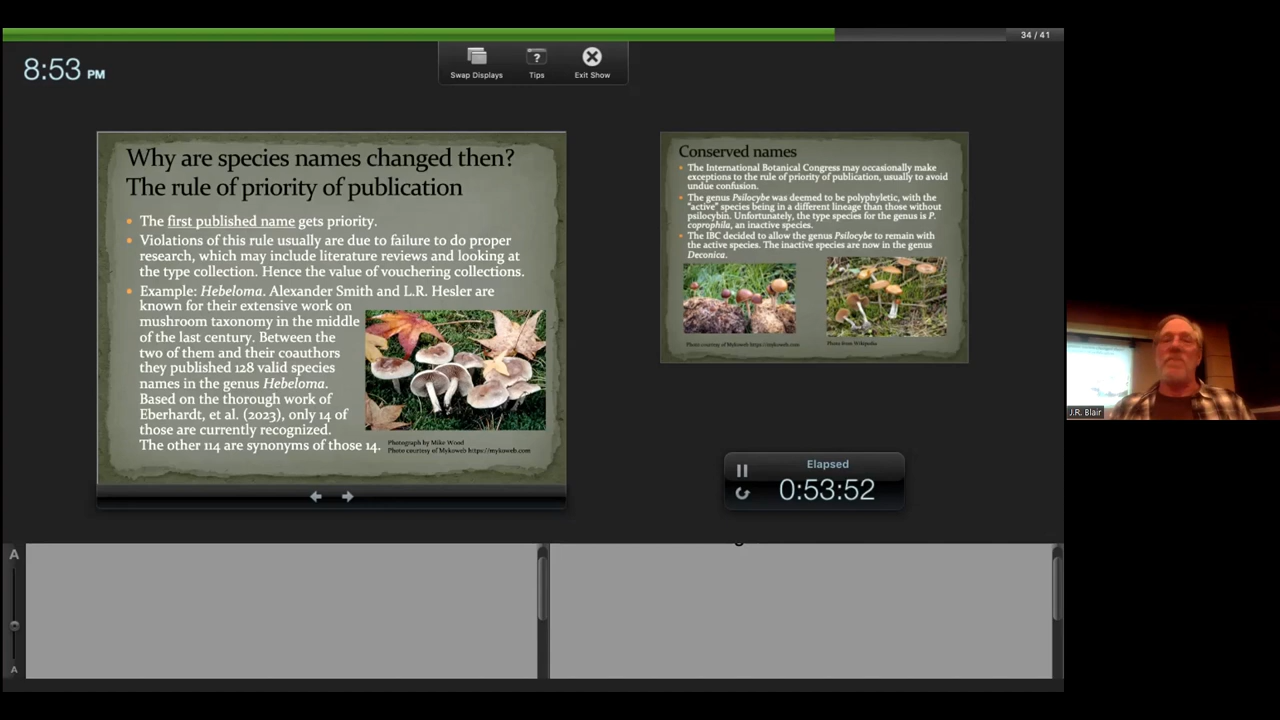 34 / 41
8:53 PM
Swap Displays
?
Tips
Exit Show
Why are species names changed then?
The rule of priority of publication
• The first published name gets priority.
• Violations of this rule usually are due to failure to do proper
research, which may include literature reviews and looking at
the type collection. Hence the value of vouchering collections.
• Example: Hebeloma. Alexander Smith and L.R. Hesler are
known for their extensive work on
mushroom taxonomy in the middle
of the last century. Between the
two of them and their coauthors
they published 128 valid species
names in the genus Hebeloma.
Based on the thorough work of
Eberhardt, et al. (2023), only 14 of
those are currently recognized.
The other 114 are synonyms of those 14.
Photograph by Mike Wood
Photo courtesy of Mykoweb https://mykoweb.com
Conserved names
• The International Botanical Congress may occasionally make
exceptions to the rule of priority of publication, usually to avoid
undue confusion.
• The genus Psilocybe was deemed to be polyphyletic, with the
"active" species being in a different lineage than those without
psilocybin. Unfortunately, the type species for the genus is P.
coprophila, an inactive species.
• The IBC decided to allow the genus Psilocybe to remain with
the active species. The inactive species are now in the genus
Deconica.
Photo courtesy of Mykoweb https://mykoweb.com
Photo from Wikipedia
J.R. Blair
Elapsed
0:53:52
A
A